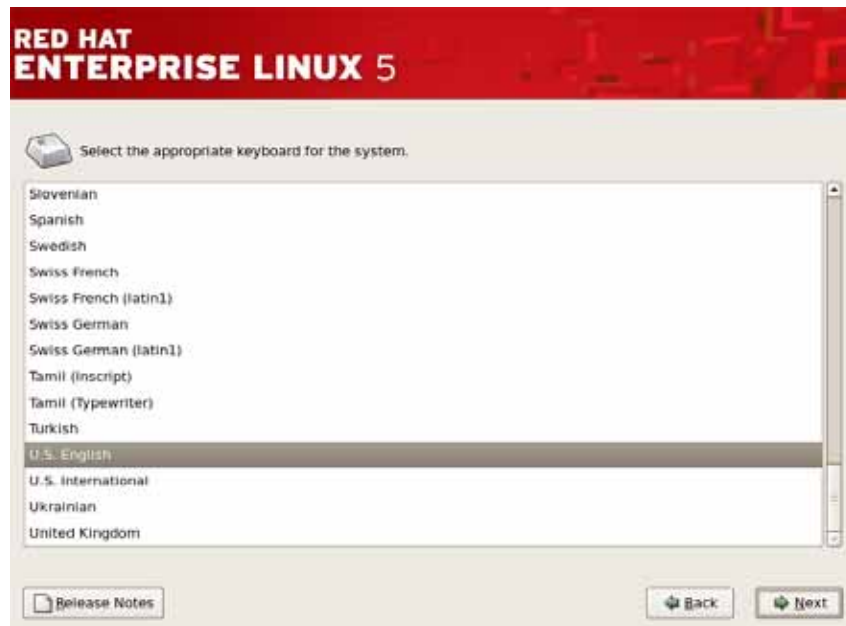 RED HAT
ENTERPRISE LINUX 5
Select the appropriate keyboard for the system.
Slovenian
Spanish
Swedish
Swiss French
Swiss French (latin1)
Swiss German
Swiss German (latin1)
Tamil (Inscript)
Tamil (Typewriter)
Turkish
U.S. English
U.S. International
Ukrainian
United Kingdom
Release Notes
Back
Next